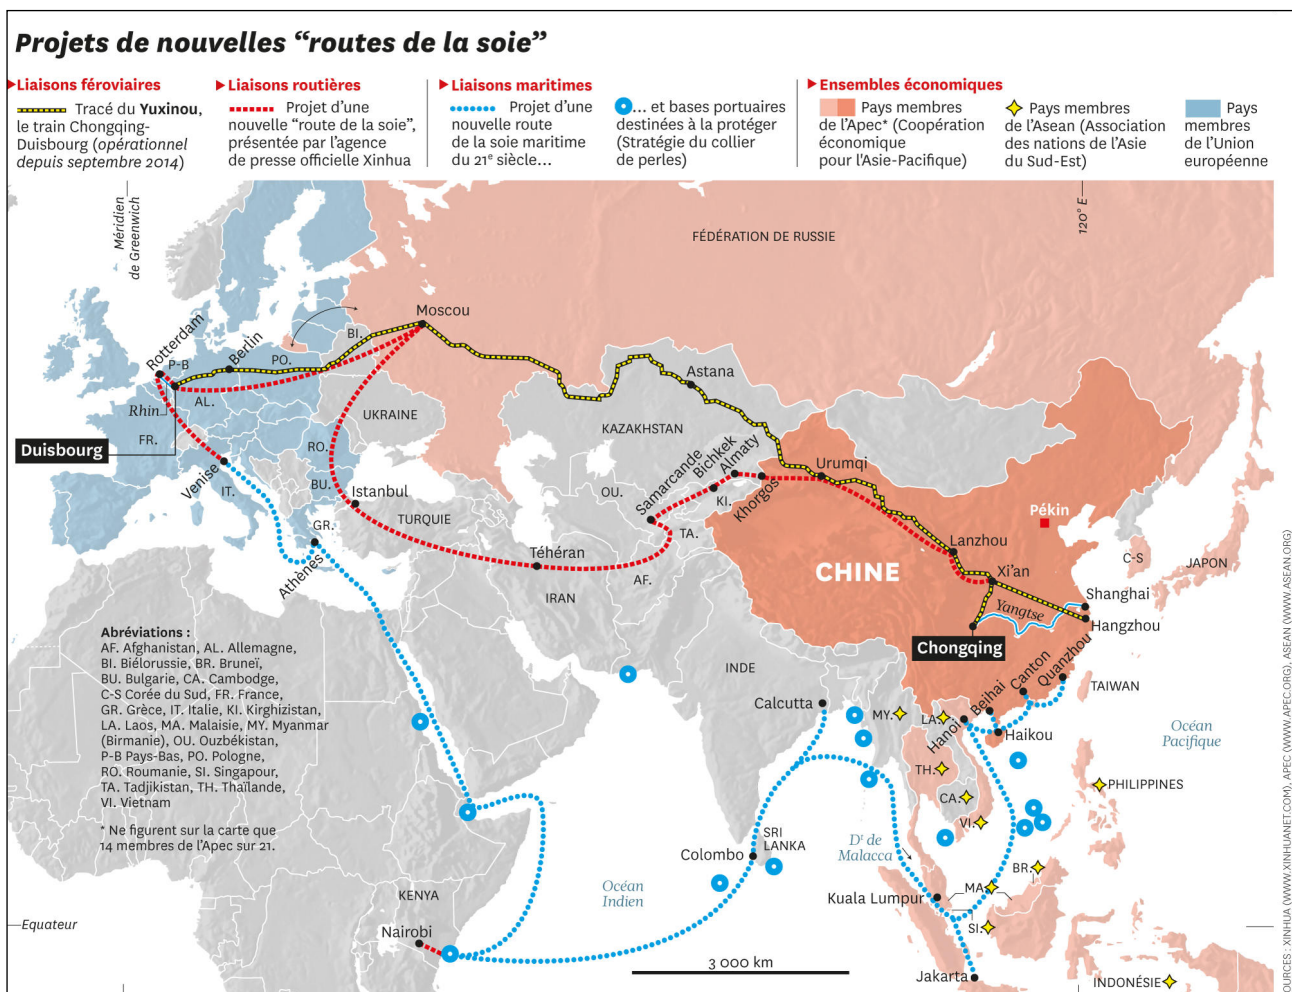 Projets de nouvelles “routes de la soie”
▶Liaisons féroviaires
Tracé du Yuxinou,
le train Chongqing-
Duisbourg (opérationnel
depuis septembre 2014)
▶Liaisons routières
Projet d’une
nouvelle “route de la soie”,
présentée par l’agence
de presse officielle Xinhua
▶Liaisons maritimes
Projet d’une
nouvelle route
de la soie maritime
du 21e siècle...
... et bases portuaires
destinées à la protéger
(Stratégie du collier
de perles)
▶Ensembles économiques
Pays membres
de l’Apec* (Coopération
économique
pour l'Asie-Pacifique)
Pays membres
de l’Asean (Association
des nations de l’Asie
du Sud-Est)
Pays
membres
de l’Union
européenne
Méridien
de Greenwich
120° E
FÉDÉRATION DE RUSSIE
Moscou
Rotterdam
Berlin
BI.
PO.
P-B
AL.
Rhin
FR.
Duisbourg
UKRAINE
Astana
KAZAKHSTAN
RO.
Venise
IT.
BU.
Istanbul
TURQUIE
GR.
Athènes
OU.
Samarcande
Bichkek
Almaty
Khorgos
KI.
TA.
Urumqi
Pékin
Téhéran
IRAN
AF.
Lanzhou
CHINE
Xi’an
C-S
JAPON
Shanghai
Yangtse
Hangzhou
Chongqing
Abréviations :
AF. Afghanistan, AL. Allemagne,
BI. Biélorussie, BR. Bruneï,
BU. Bulgarie, CA. Cambodge,
C-S Corée du Sud, FR. France,
GR. Grèce, IT. Italie, KI. Kirghizistan,
LA. Laos, MA. Malaisie, MY. Myanmar
(Birmanie), OU. Ouzbékistan,
P-B Pays-Bas, PO. Pologne,
RO. Roumanie, SI. Singapour,
TA. Tadjikistan, TH. Thaïlande,
VI. Vietnam
* Ne figurent sur la carte que
14 membres de l’Apec sur 21.
INDE
Calcutta
MY.
LA.
Hanoï
Beihai
Canton
Quanzhou
TAIWAN
Haikou
Océan
Pacifique
TH.
CA.
VI.
PHILIPPINES
SRI
LANKA
Colombo
Dt de
Malacca
BR.
MA.
KENYA
Océan
Indien
Kuala Lumpur
Equateur
Nairobi
SI.
3 000 km
Jakarta
INDONÉSIE
OURCES : XINHUA (WWW.XINHUANET.COM), APEC (WWW.APEC.ORG), ASEAN (WWW.ASEAN.ORG)